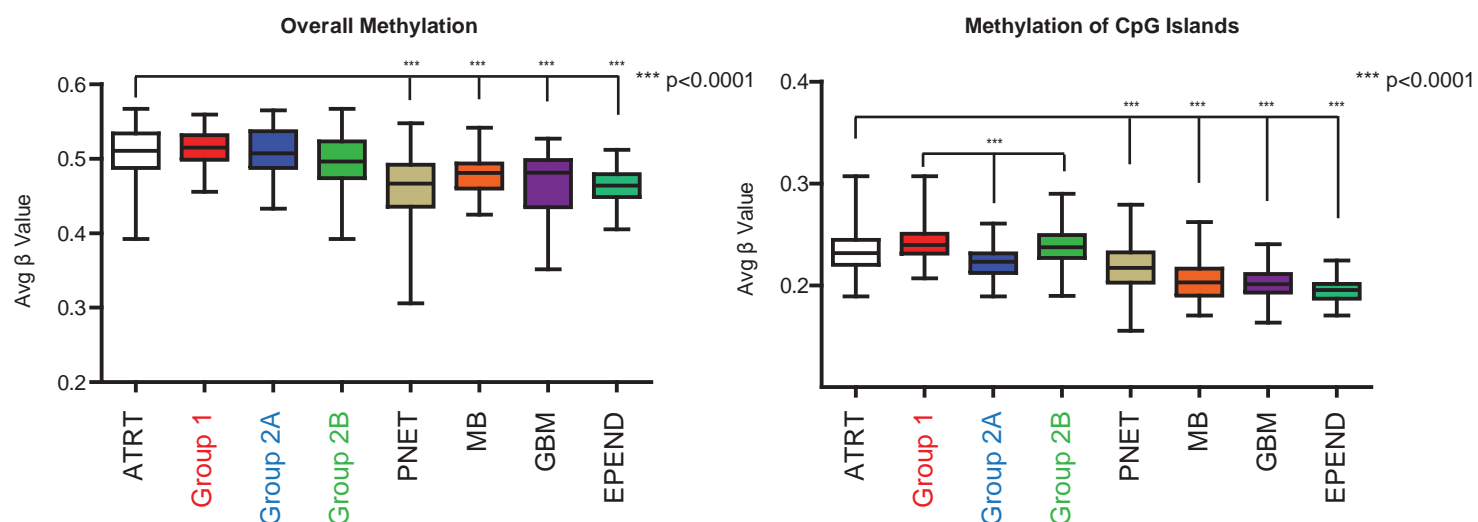 Overall Methylation
*** *** *** ***
*** p<0.0001
0.6
0.5
0.4
0.3
0.2
Avg β Value
ATRT
Group 1
Group 2A
Group 2B
PNET
MB
GBM
EPEND
Methylation of CpG Islands
*** p<0.0001
*** *** *** ***
***
0.4
0.3
0.2
Avg β Value
ATRT
Group 1
Group 2A
Group 2B
PNET
MB
GBM
EPEND